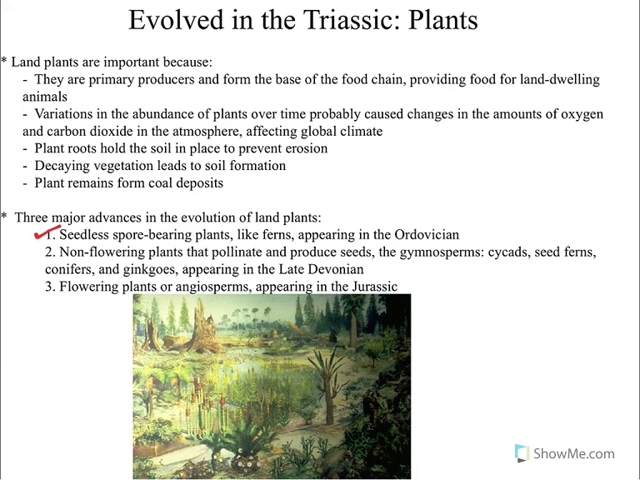 Evolved in the Triassic: Plants
* Land plants are important because:
- They are primary producers and form the base of the food chain, providing food for land-dwelling
animals
- Variations in the abundance of plants over time probably caused changes in the amounts of oxygen
and carbon dioxide in the atmosphere, affecting global climate
- Plant roots hold the soil in place to prevent erosion
- Decaying vegetation leads to soil formation
- Plant remains form coal deposits
* Three major advances in the evolution of land plants:
1. Seedless spore-bearing plants, like ferns, appearing in the Ordovician
2. Non-flowering plants that pollinate and produce seeds, the gymnosperms: cycads, seed ferns,
conifers, and ginkgoes, appearing in the Late Devonian
3. Flowering plants or angiosperms, appearing in the Jurassic
ShowMe.com